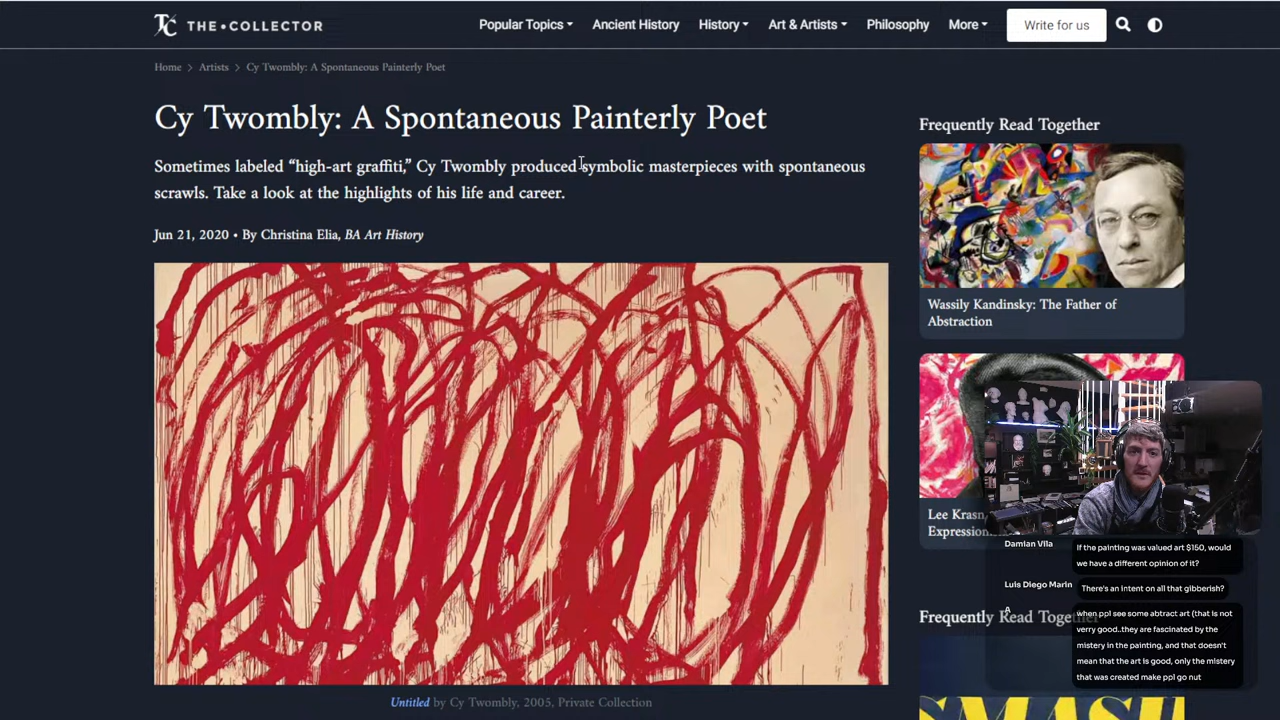 THE•COLLECTOR
Popular Topics
Ancient History
History
Art & Artists
Philosophy
More
Write for us
Home > Artists > Cy Twombly: A Spontaneous Painterly Poet
Cy Twombly: A Spontaneous Painterly Poet
Sometimes labeled “high-art graffiti,” Cy Twombly produced symbolic masterpieces with spontaneous
scrawls. Take a look at the highlights of his life and career.
Jun 21, 2020 • By Christina Elia, BA Art History
Untitled by Cy Twombly, 2005, Private Collection
Frequently Read Together
Wassily Kandinsky: The Father of
Abstraction
Lee Krasn
Expression
Damian Vila
If the painting was valued art $150, would
we have a different opinion of it?
Luis Diego Marin
There's an intent on all that gibberish?
A
when ppl see some abtract art (that is not
verry good..they are fascinated by the
mistery in the painting, and that doesn't
mean that the art is good, only the mistery
that was created make ppl go nut
Frequently Read Together
SMASH